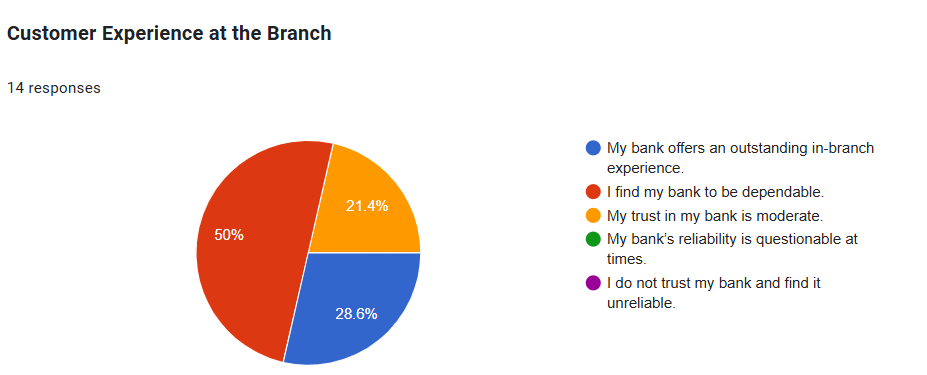 Customer Experience at the Branch
14 responses
21.4%
50%
28.6%
My bank offers an outstanding in-branch
experience.
I find my bank to be dependable.
My trust in my bank is moderate.
My bank's reliability is questionable at
times.
I do not trust my bank and find it
unreliable.